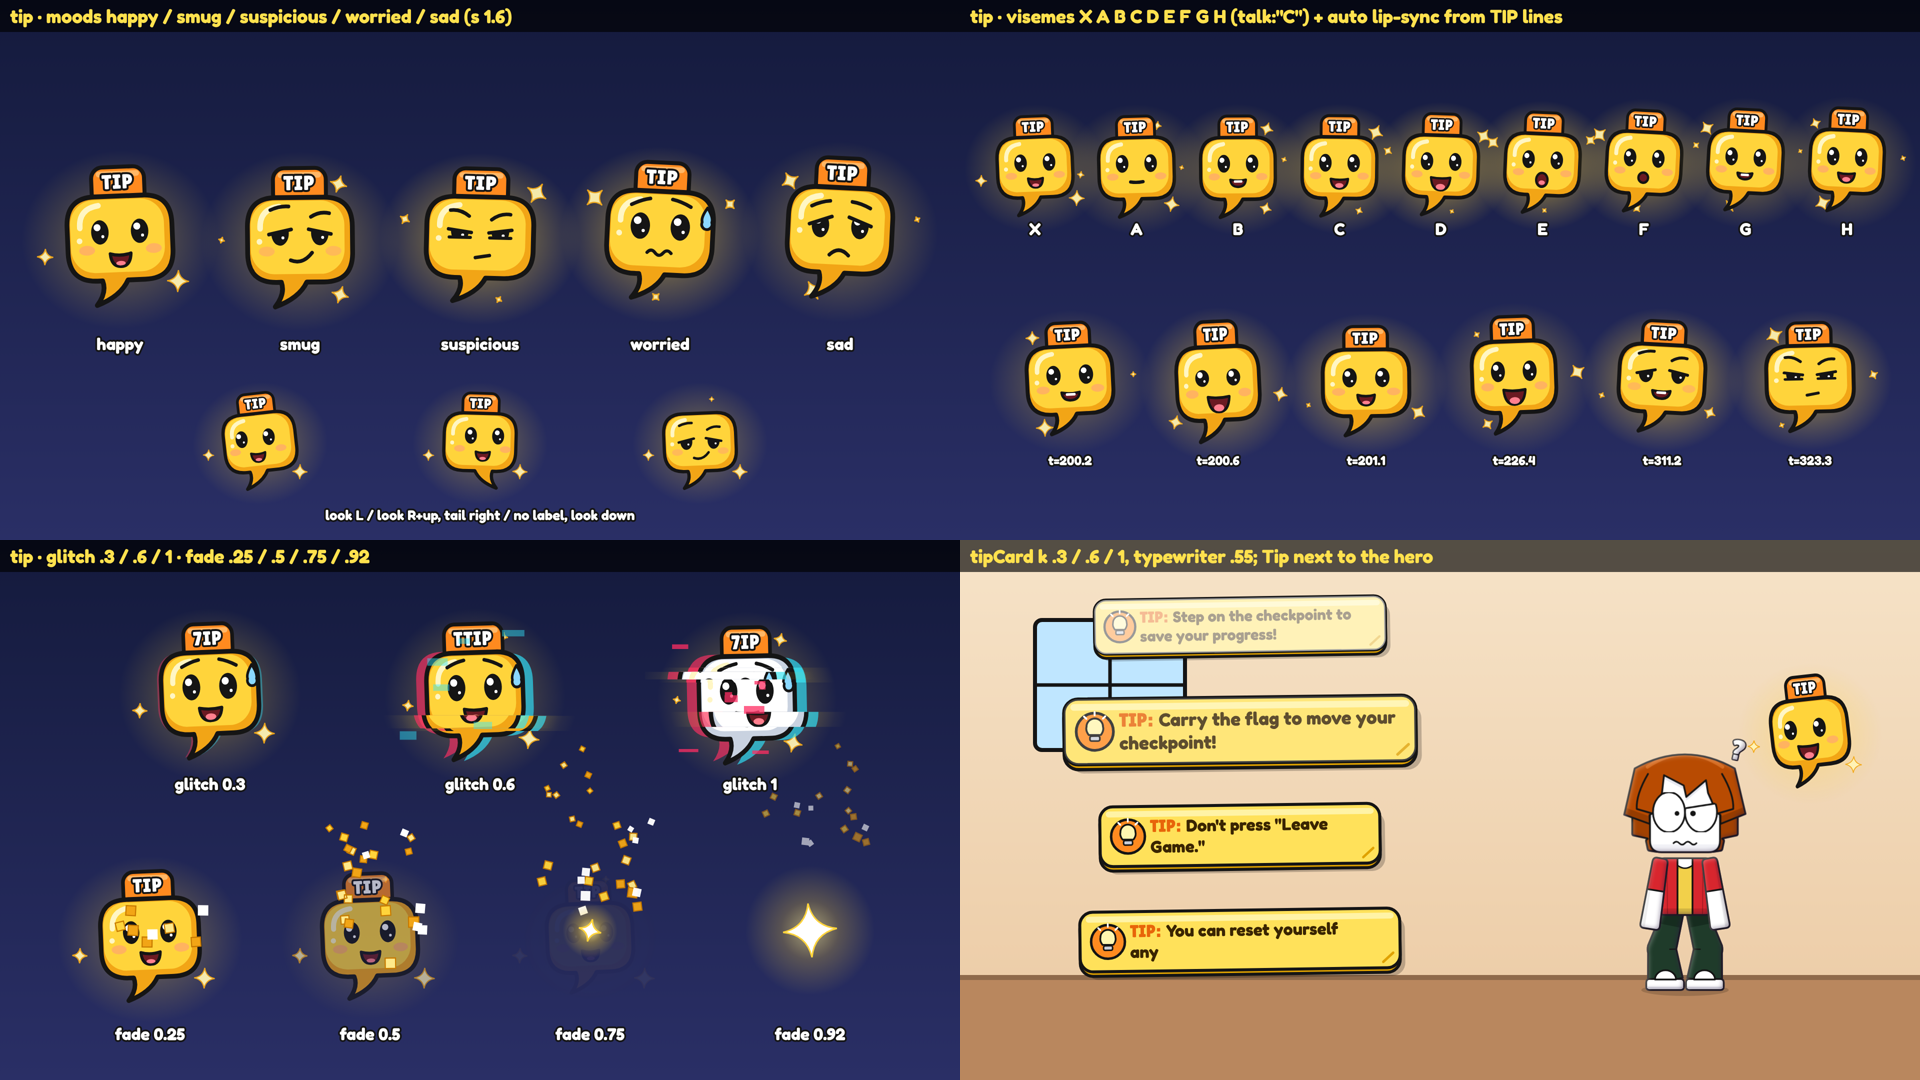 tip · moods happy / smug / suspicious / worried / sad (s 1.6)
TIP TIP TIP TIP TIP
happy smug suspicious worried sad
TIP TIP
look L / look R+up, tail right / no label, look down
tip · visemes X A B C D E F G H (talk:"C") + auto lip-sync from TIP lines
TIP TIP TIP TIP TIP TIP TIP TIP TIP
X A B C D E F G H
TIP TIP TIP TIP TIP TIP
t=200.2 t=200.6 t=201.1 t=226.4 t=311.2 t=323.3
tip · glitch .3 / .6 / 1 · fade .25 / .5 / .75 / .92
7IP TTIP 7IP
glitch 0.3 glitch 0.6 glitch 1
TIP TIP
fade 0.25 fade 0.5 fade 0.75 fade 0.92
tipCard k .3 / .6 / 1, typewriter .55; Tip next to the hero
TIP: Step on the checkpoint to
save your progress!
TIP: Carry the flag to move your
checkpoint!
TIP: Don't press "Leave
Game."
TIP: You can reset yourself
any
TIP
?